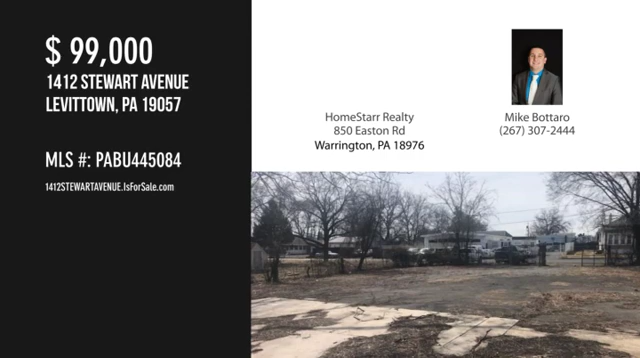 $ 99,000
1412 STEWART AVENUE
LEVITTOWN, PA 19057
MLS #: PABU445084
1412STEWARTAVENUE.IsForSale.com
HomeStarr Realty
850 Easton Rd
Warrington, PA 18976
Mike Bottaro
(267) 307-2444